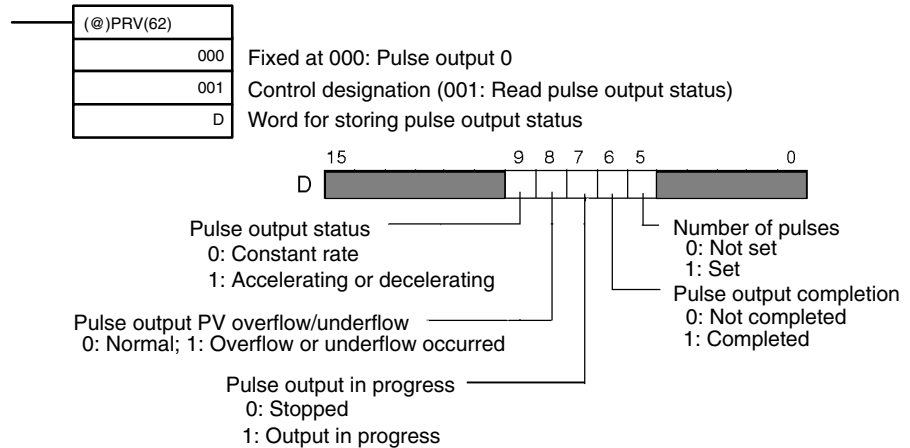 (@)PRV(62)
000 Fixed at 000: Pulse output 0
001 Control designation (001: Read pulse output status)
D Word for storing pulse output status
15 9 8 7 6 5 0
D
Pulse output status
0: Constant rate
1: Accelerating or decelerating
Number of pulses
0: Not set
1: Set
Pulse output completion
0: Not completed
1: Completed
Pulse output PV overflow/underflow
0: Normal; 1: Overflow or underflow occurred
Pulse output in progress
0: Stopped
1: Output in progress